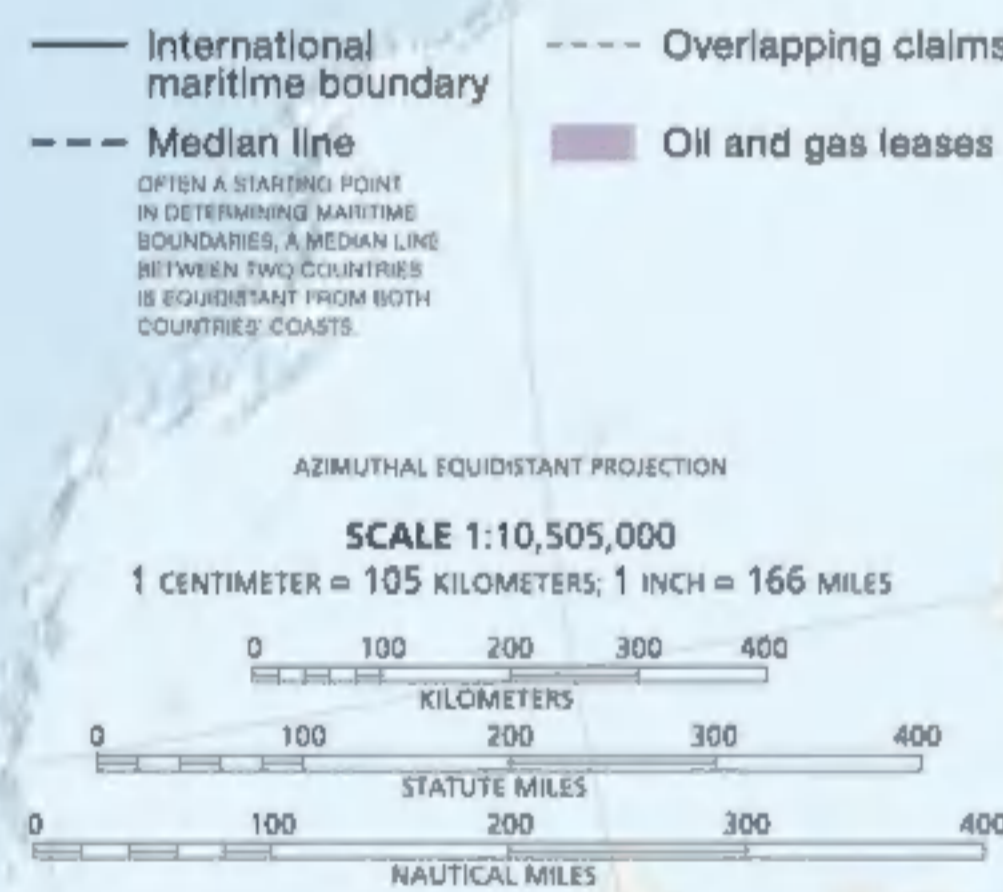 International
maritime boundary
Median line
OFTEN A STARTING POINT
IN DETERMINING MARITIME
BOUNDARIES, A MEDIAN LINE
BETWEEN TWO COUNTRIES
IS EQUIDISTANT FROM BOTH
COUNTRIES' COASTS.
Overlapping claims
Oil and gas leases
AZIMUTHAL EQUIDISTANT PROJECTION
SCALE 1:10,505,000
1 CENTIMETER = 105 KILOMETERS; 1 INCH = 166 MILES
0 100 200 300 400
KILOMETERS
0 100 200 300 400
STATUTE MILES
0 100 200 300 400
NAUTICAL MILES